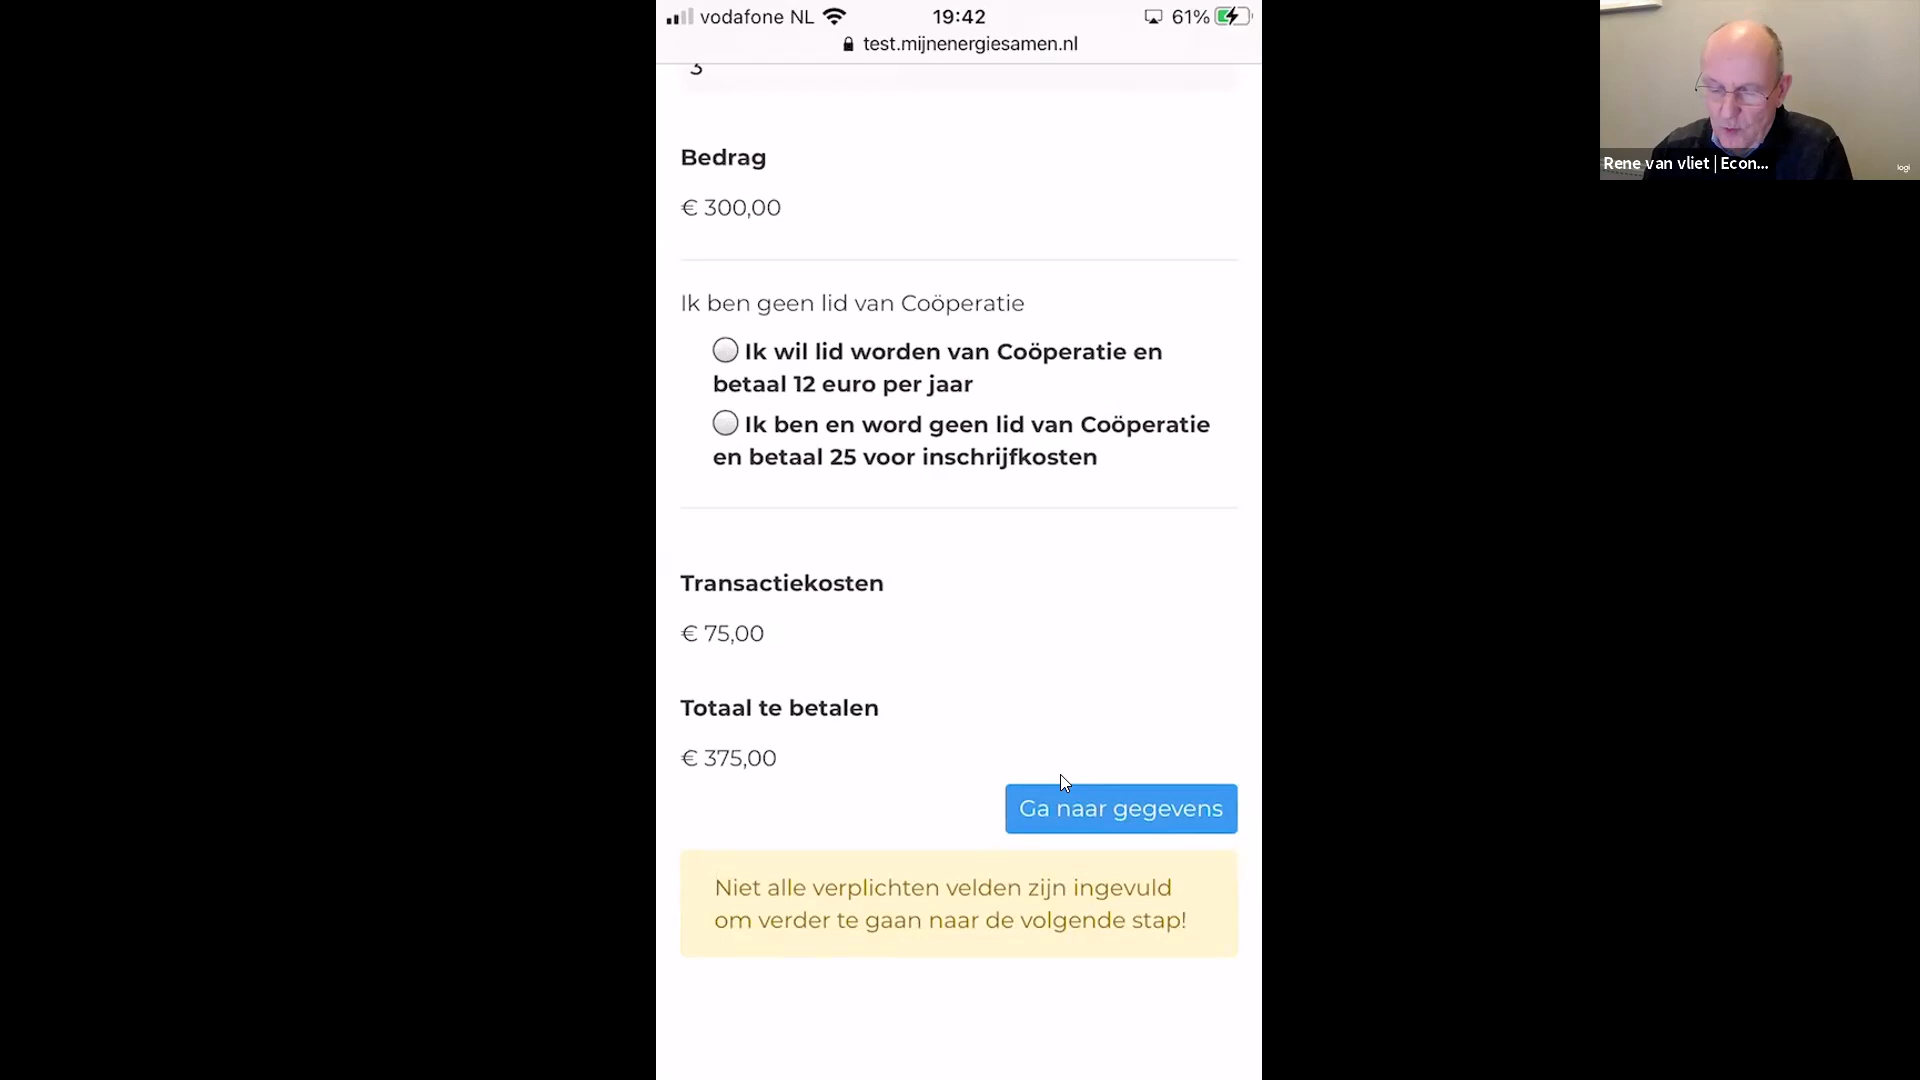 vodafone NL
19:42
61%
test.mijnenergiesamen.nl
3
Bedrag
€ 300,00
Ik ben geen lid van Coöperatie
Ik wil lid worden van Coöperatie en
betaal 12 euro per jaar
Ik ben en word geen lid van Coöperatie
en betaal 25 voor inschrijfkosten
Transactiekosten
€ 75,00
Totaal te betalen
€ 375,00
Ga naar gegevens
Niet alle verplichten velden zijn ingevuld
om verder te gaan naar de volgende stap!
Rene van vliet | Econ...
logi